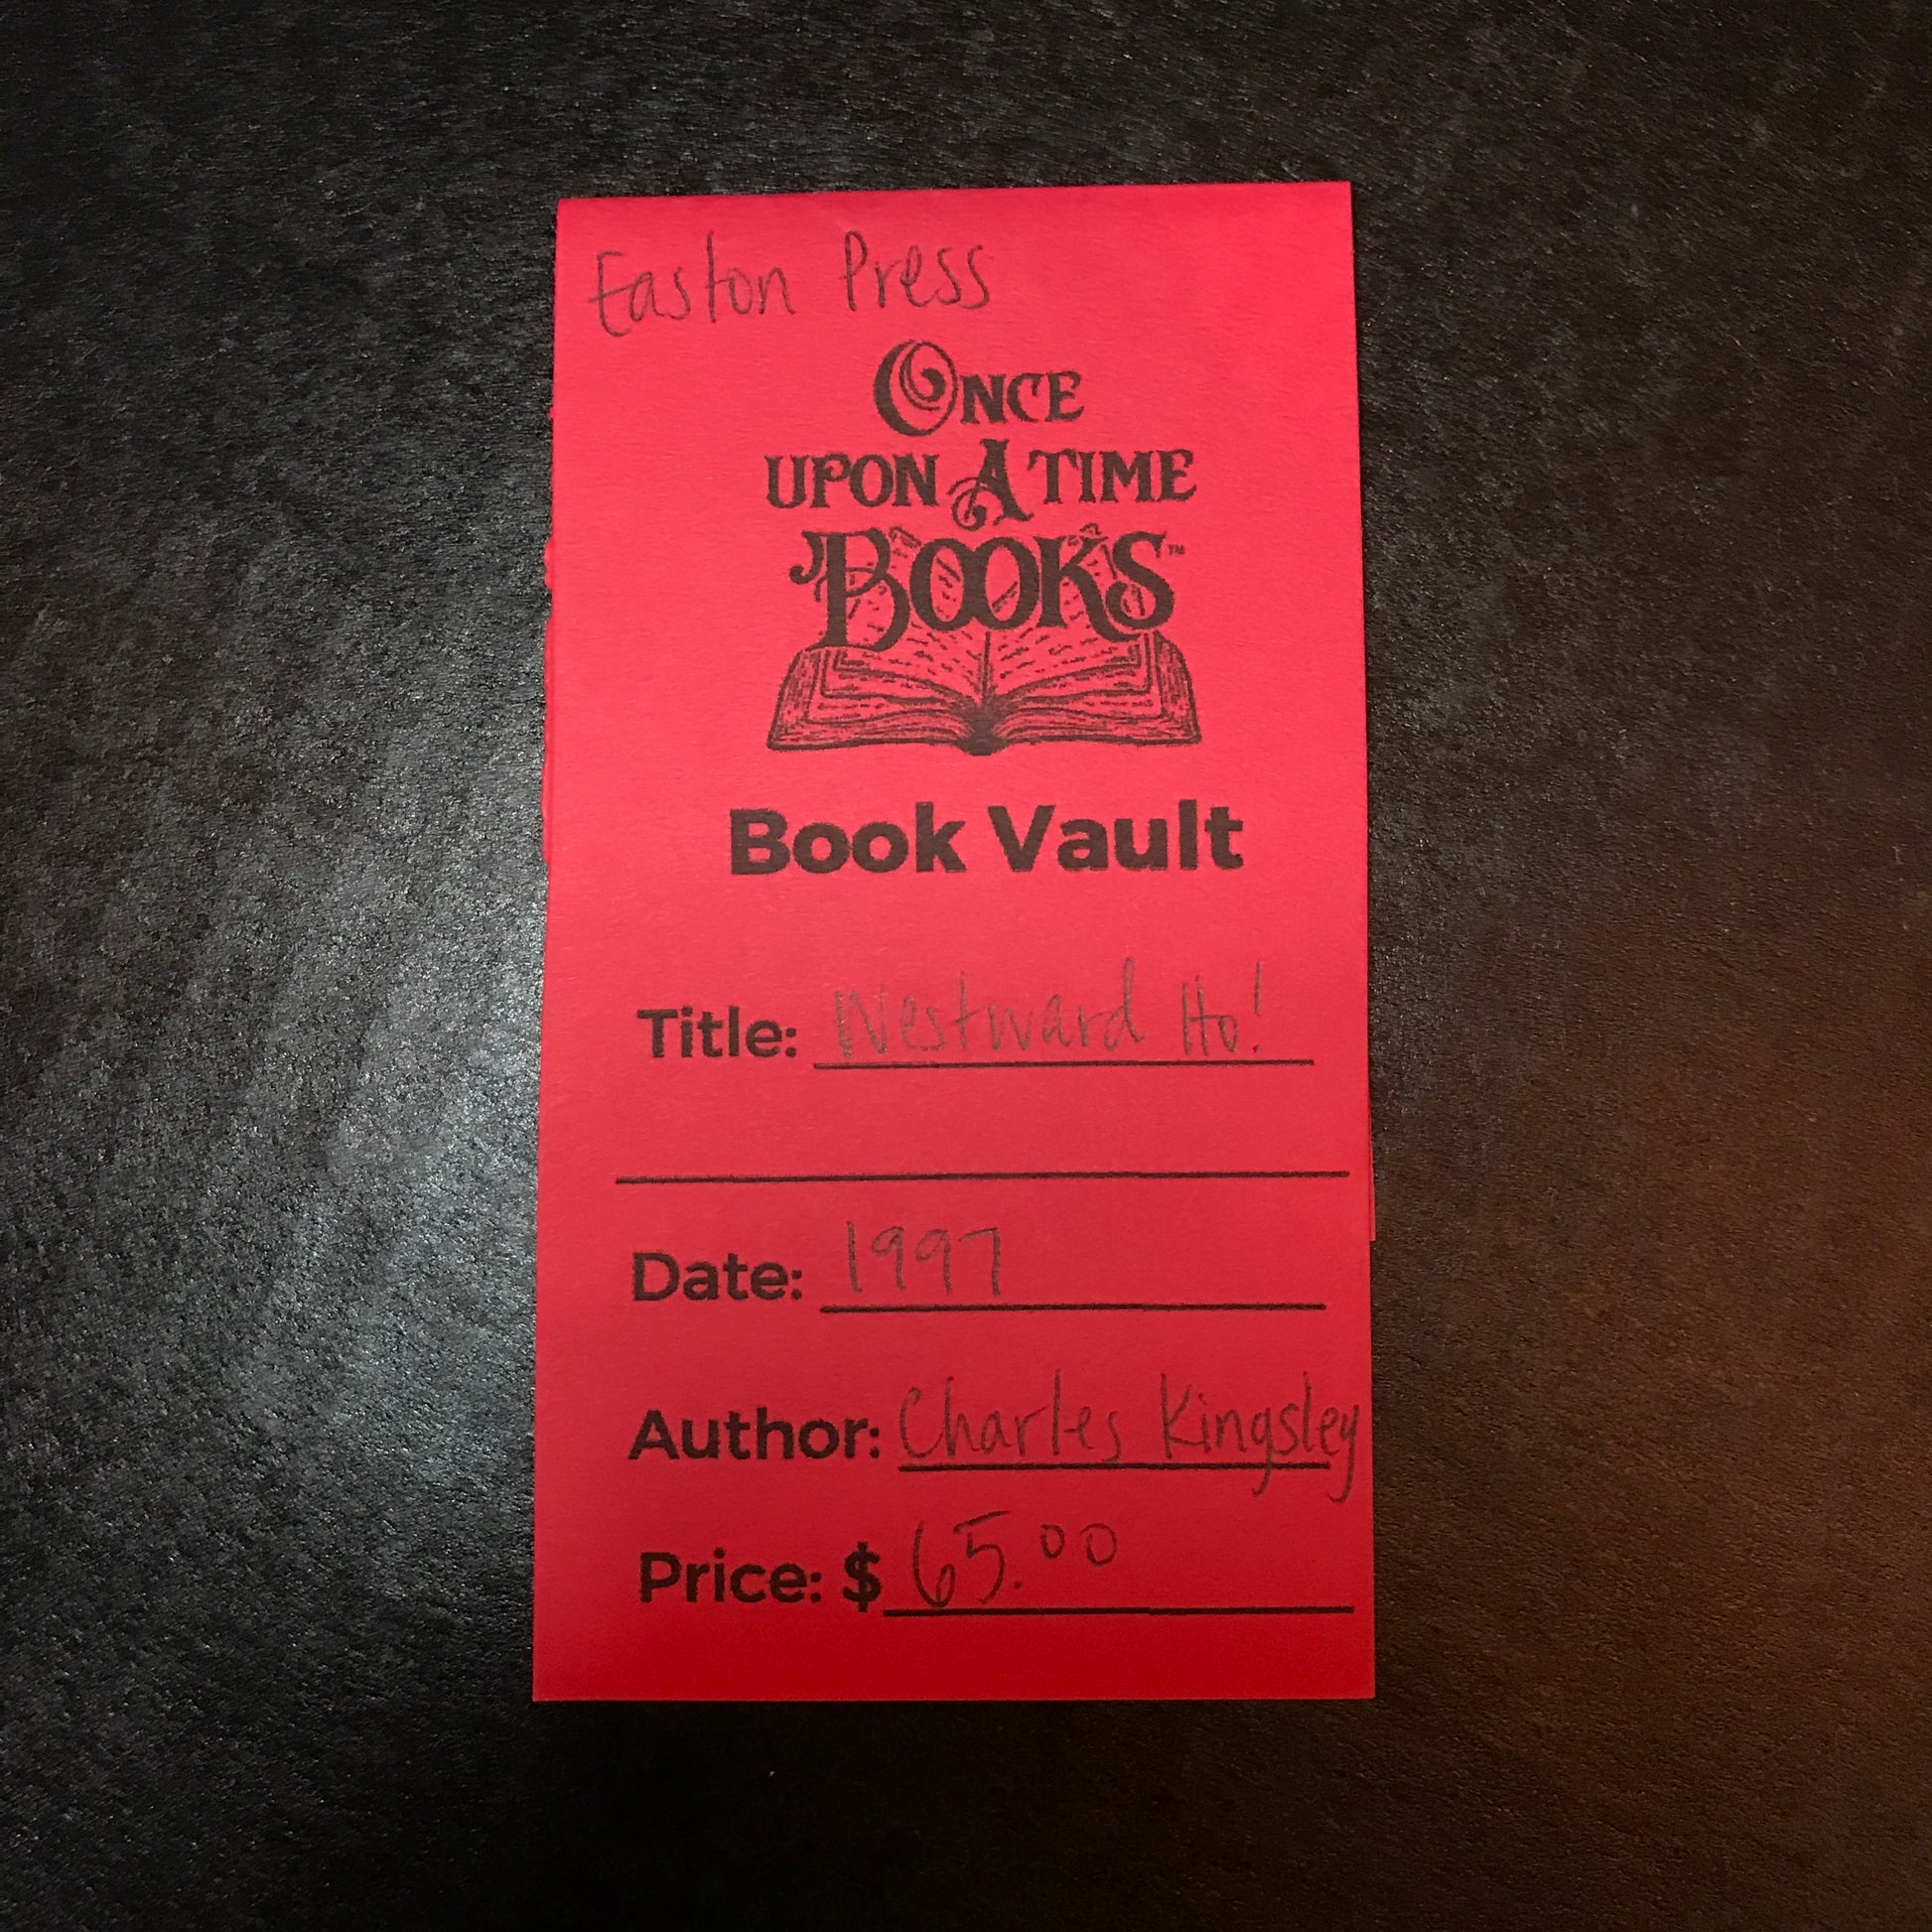 Easton Press
ONCE
UPON A TIME
BOOKS™
Book Vault
Title: Westward Ho!
Date: 1997
Author: Charles Kingsley
Price: $ 65.00